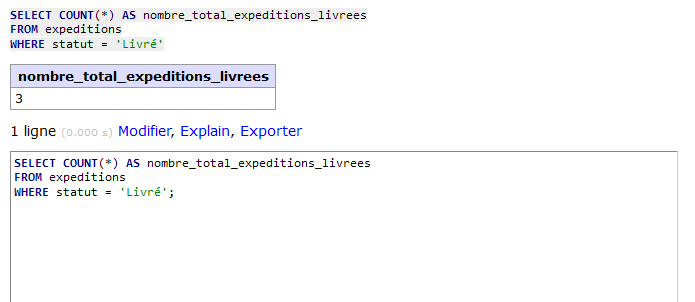 SELECT COUNT(*) AS nombre_total_expeditions_livrees
FROM expeditions
WHERE statut = 'Livré'
nombre_total_expeditions_livrees
3
1 ligne (0.000 s) Modifier, Explain, Exporter
SELECT COUNT(*) AS nombre_total_expeditions_livrees
FROM expeditions
WHERE statut = 'Livré';